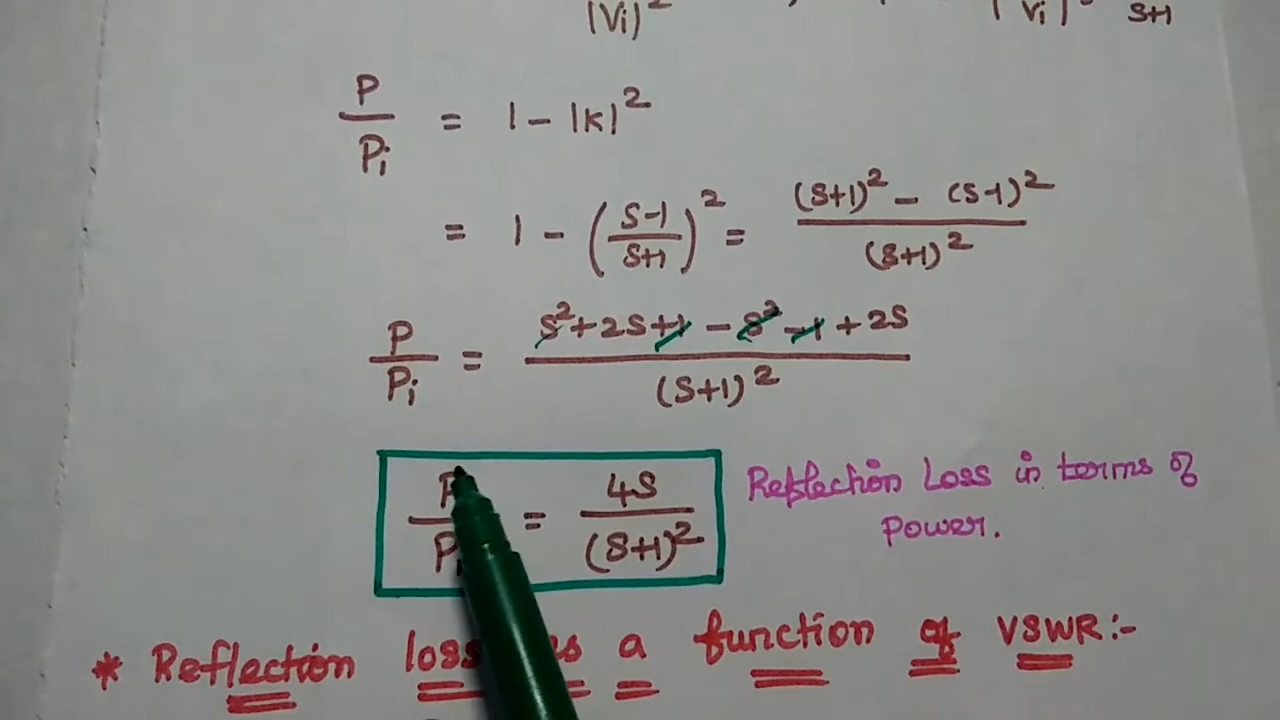 |Vi|² , |Vi|² S+1
P/Pi = 1 - |K|²
= 1 - (S-1/S+1)² = (S+1)² - (S-1)² / (S+1)²
P/Pi = S²+2S+1 - S² -1 +2S / (S+1)²
P/Pi = 4S/(S+1)² Reflection Loss in terms of
power.
* Reflection loss as a function of VSWR:-